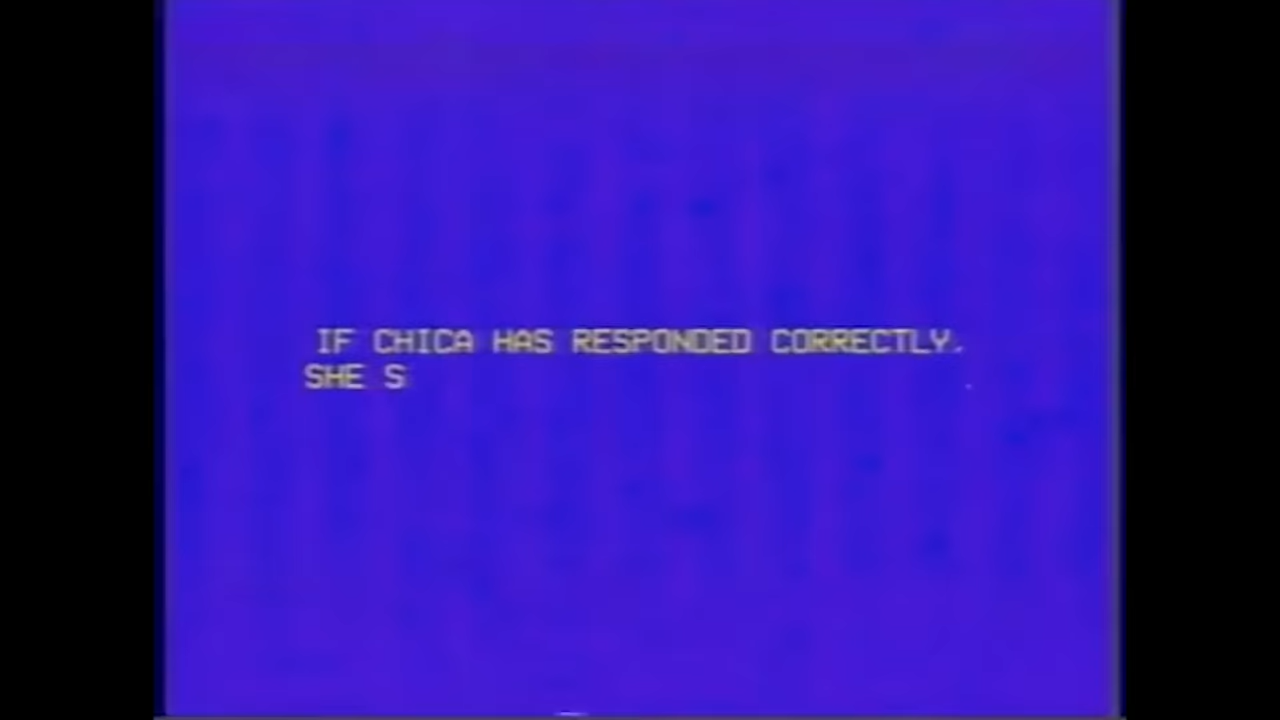 IF CHICA HAS RESPONDED CORRECTLY,
SHE S